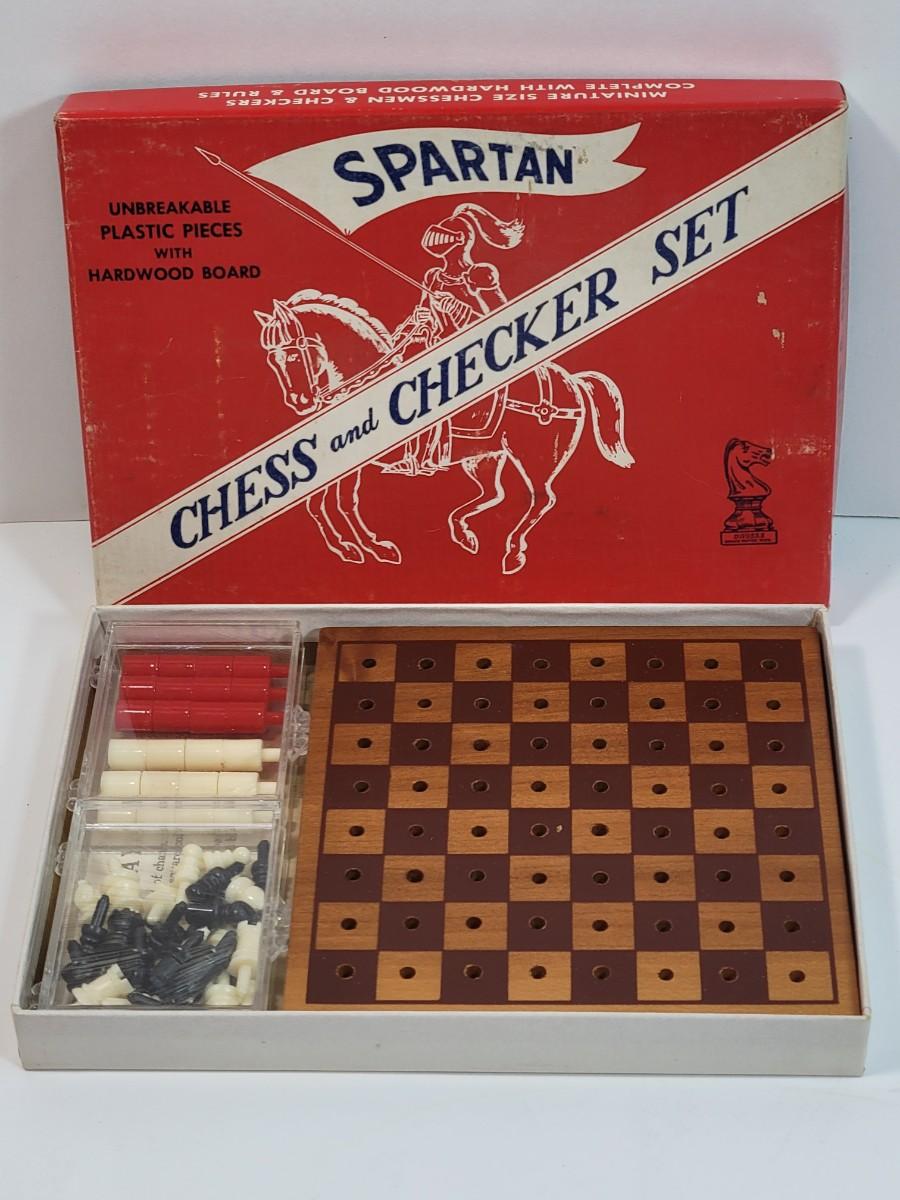 MINIATURE SIZE CHESSMEN & CHECKERS
COMPLETE WITH HARDWOOD BOARD & RULES
SPARTAN
UNBREAKABLE
PLASTIC PIECES
WITH
HARDWOOD BOARD
CHESS and CHECKER SET